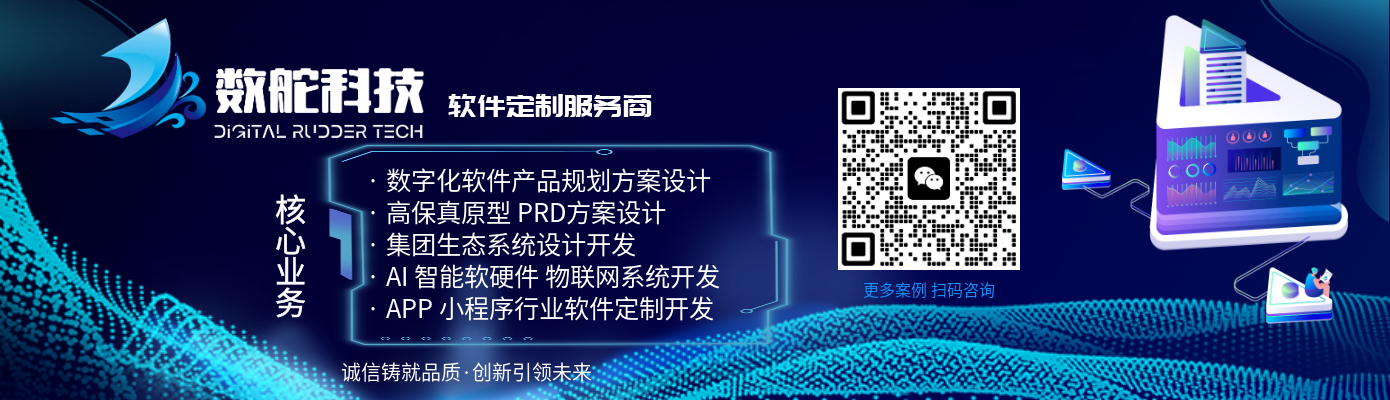 数舵科技
DIGITAL RUDDER TECH
软件定制服务商
核心业务
· 数字化软件产品规划方案设计
· 高保真原型 PRD方案设计
· 集团生态系统设计开发
· AI 智能软硬件 物联网系统开发
· APP 小程序行业软件定制开发
诚信铸就品质·创新引领未来
更多案例 扫码咨询